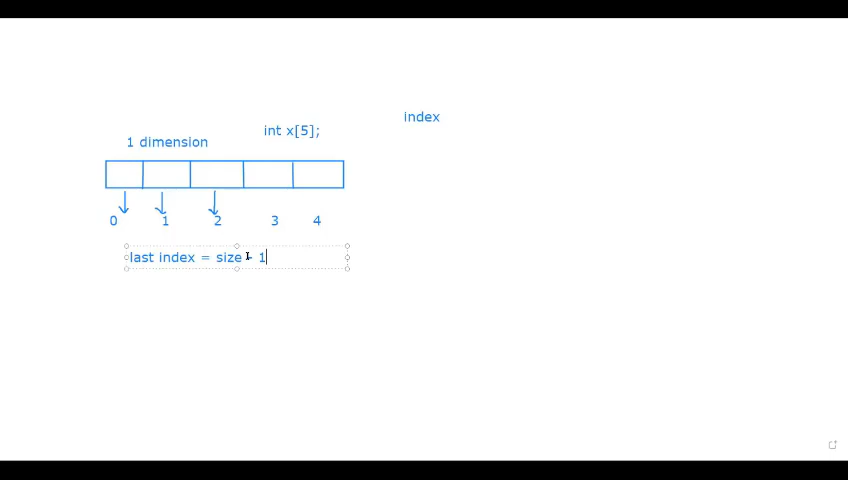 index
int x[5];
1 dimension
0 1 2 3 4
last index = size - 1